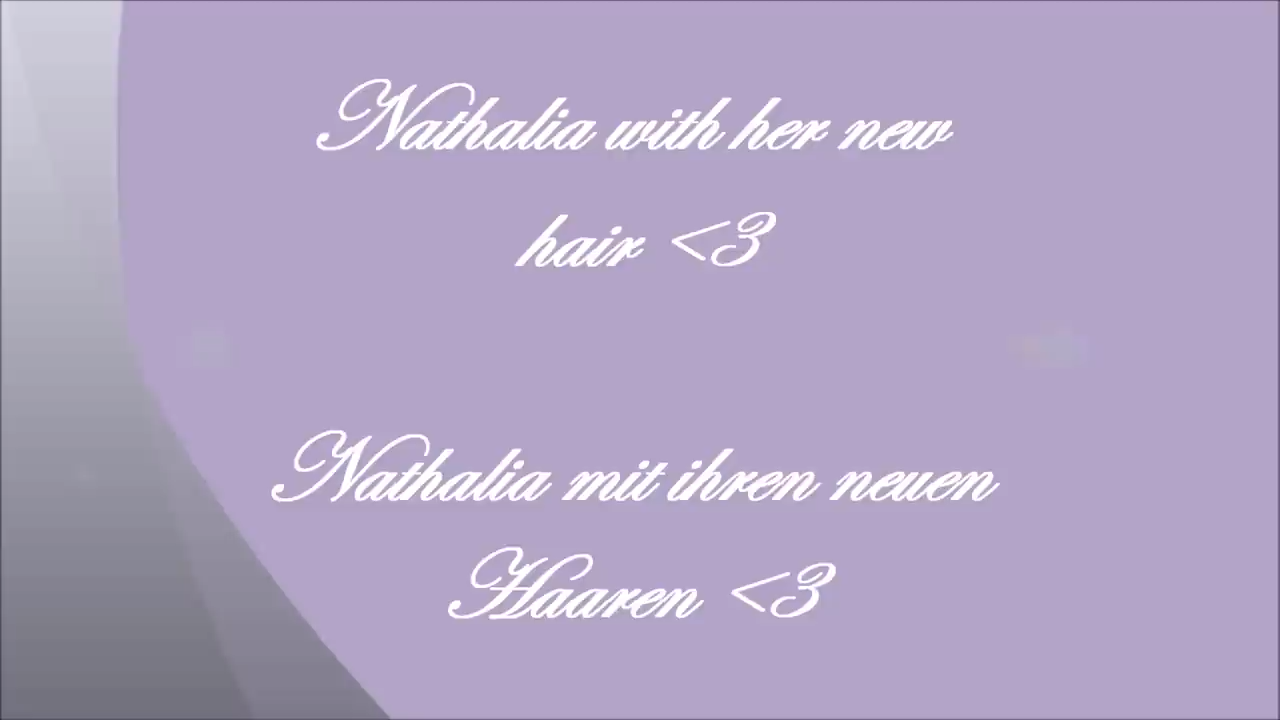 Nathalia with her new
hair <3
Nathalia mit ihren neuen
Haaren <3